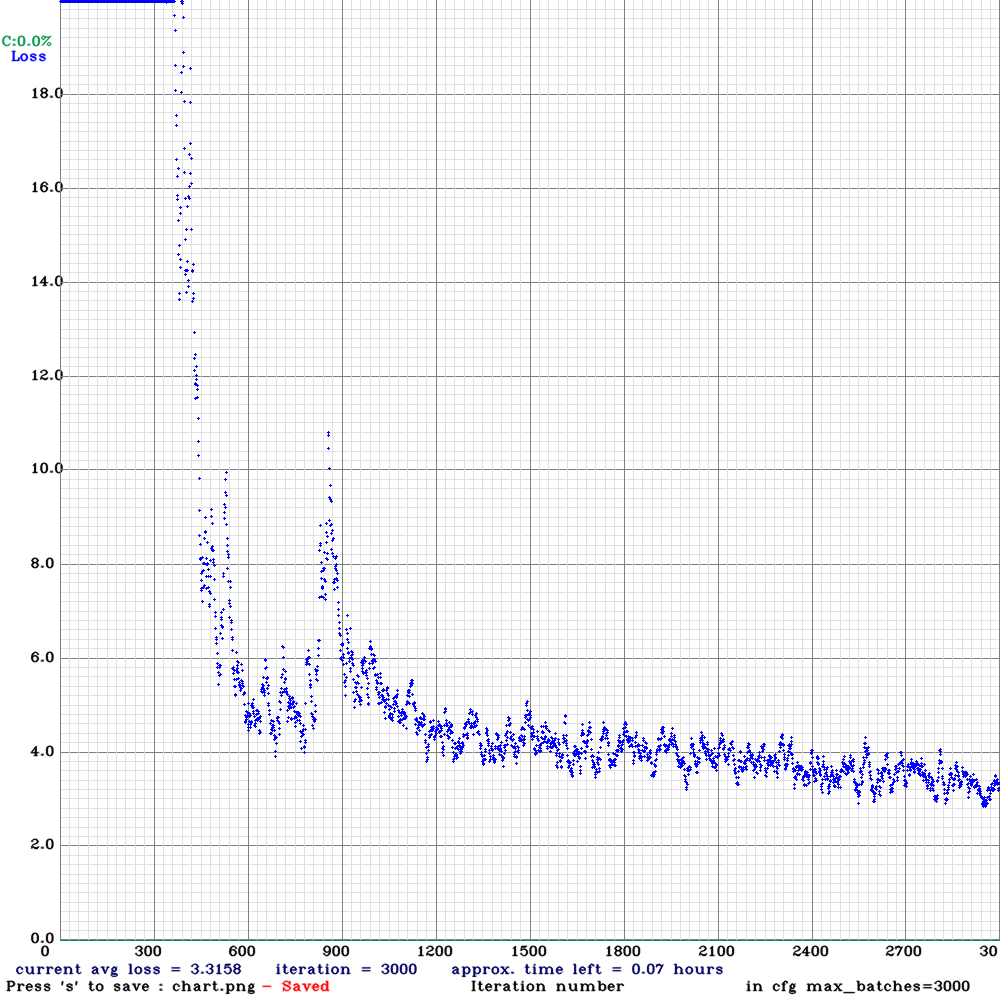 C:0.0%
Loss
18.0
16.0
14.0
12.0
10.0
8.0
6.0
4.0
2.0
0.0
0 300 600 900 1200 1500 1800 2100 2400 2700 30
current avg loss = 3.3158 iteration = 3000 approx. time left = 0.07 hours
Press 's' to save : chart.png - Saved Iteration number in cfg max_batches=3000